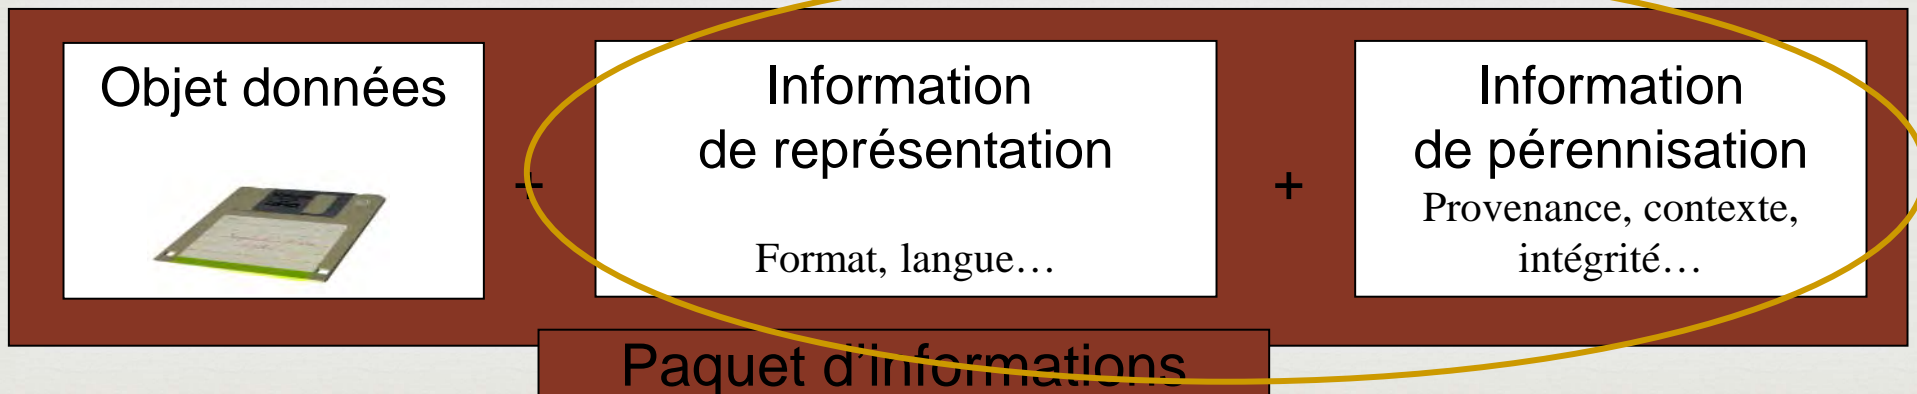 Objet données
+
Information
de représentation
Format, langue…
+
Information
de pérennisation
Provenance, contexte,
intégrité…
Paquet d'Informations